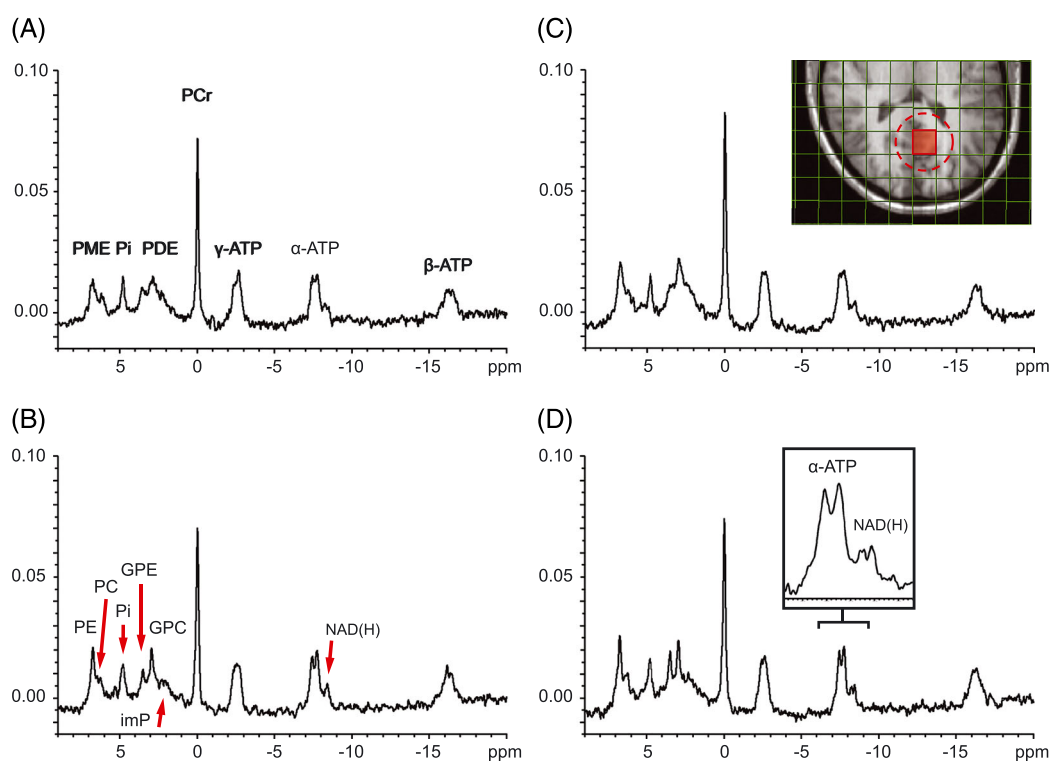 (A)
0.10
0.05
0.00
PCr
PME Pi PDE
γ-ATP
α-ATP
β-ATP
5 0 -5 -10 -15 ppm
(C)
0.10
0.05
0.00
5 0 -5 -10 -15 ppm
(B)
0.10
0.05
0.00
GPE
PC
Pi
PE
GPC
NAD(H)
imP
5 0 -5 -10 -15 ppm
(D)
0.10
0.05
0.00
α-ATP
NAD(H)
5 0 -5 -10 -15 ppm